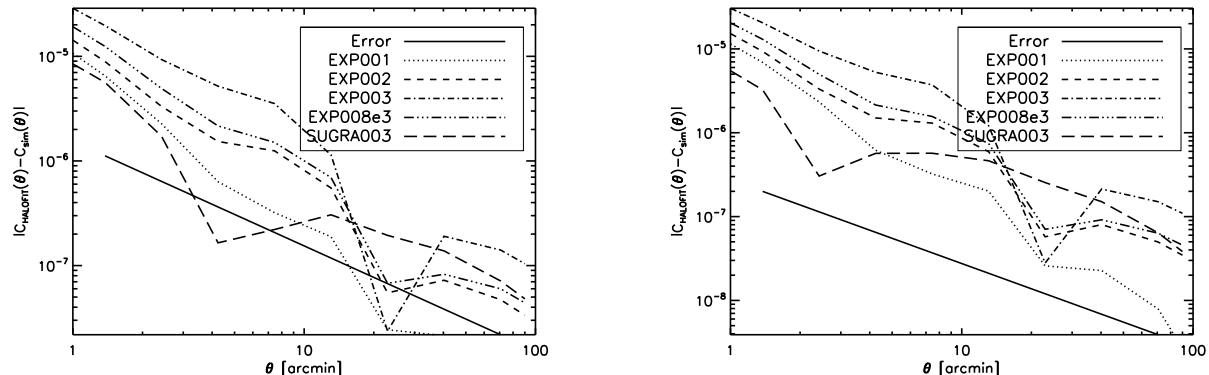 |C_HALOFIT(θ)−C_sim(θ)|
10^-5
10^-6
10^-7
Error
EXP001
EXP002
EXP003
EXP008e3
SUGRA003
1 10 100
θ [arcmin]
|C_HALOFIT(θ)−C_sim(θ)|
10^-5
10^-6
10^-7
10^-8
Error
EXP001
EXP002
EXP003
EXP008e3
SUGRA003
1 10 100
θ [arcmin]